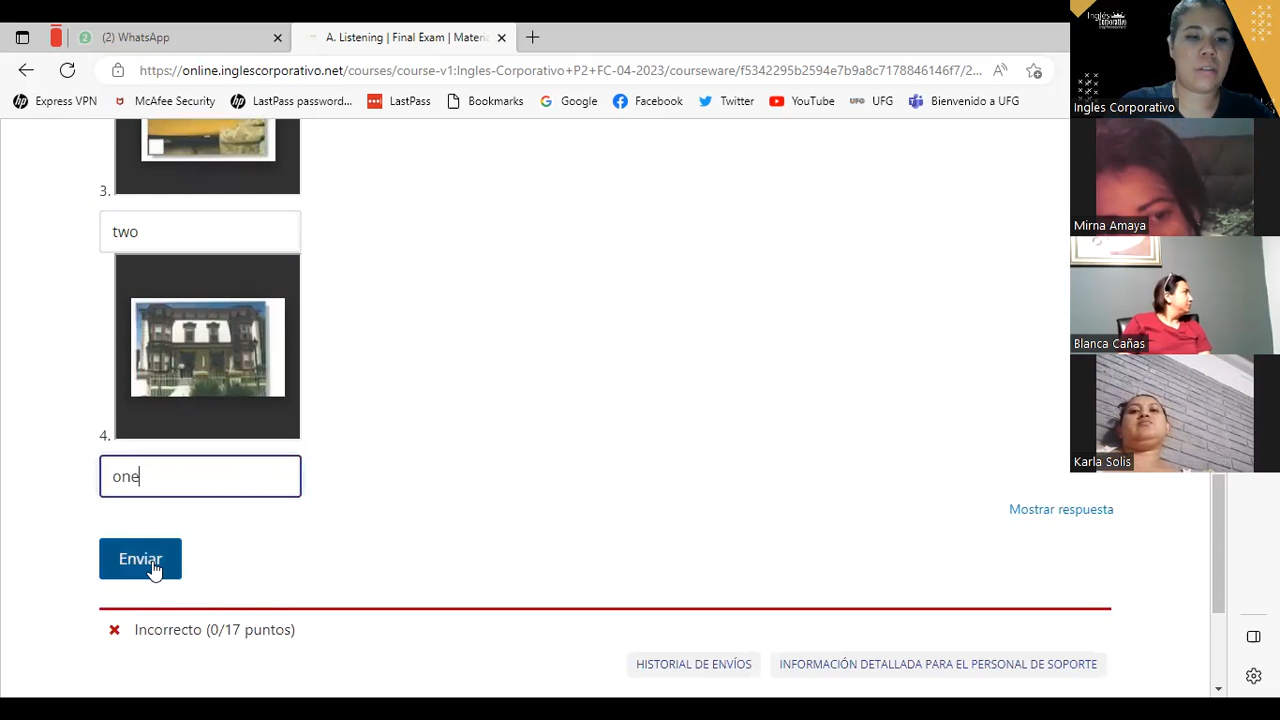 (2) WhatsApp
A. Listening | Final Exam | Materia
https://online.inglescorporativo.net/courses/course-v1:Ingles-Corporativo+P2+FC-04-2023/courseware/f5342295b2594e7b9a8c7178846146f7/2...
Express VPN
McAfee Security
LastPass password...
LastPass
Bookmarks
Google
Facebook
Twitter
YouTube
UFG
Bienvenido a UFG
3.
two
4.
one
Mostrar respuesta
Enviar
Incorrecto (0/17 puntos)
HISTORIAL DE ENVÍOS
INFORMACIÓN DETALLADA PARA EL PERSONAL DE SOPORTE
Inglés
Corporativo
Ingles Corporativo
Mirna Amaya
Blanca Cañas
Karla Solis